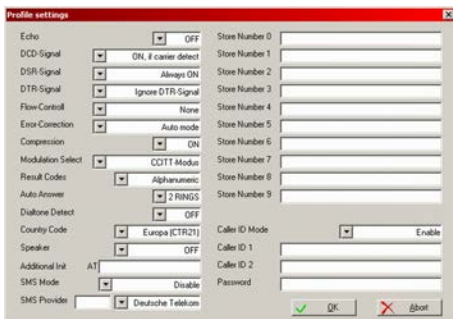 Profile settings
Echo OFF
DCD-Signal ON, if carrier detect
DSR-Signal Always ON
DTR-Signal Ignore DTR-Signal
Flow-Controll None
Error-Correction Auto mode
Compression ON
Modulation Select CCITT-Modus
Result Codes Alphanumeric
Auto Answer 2 RINGS
Dialtone Detect OFF
Country Code Europa (CTR21)
Speaker OFF
Additional Init AT
SMS Mode Disable
SMS Provider Deutsche Telekom
Store Number 0
Store Number 1
Store Number 2
Store Number 3
Store Number 4
Store Number 5
Store Number 6
Store Number 7
Store Number 8
Store Number 9
Caller ID Mode Enable
Caller ID 1
Caller ID 2
Password
OK Abort